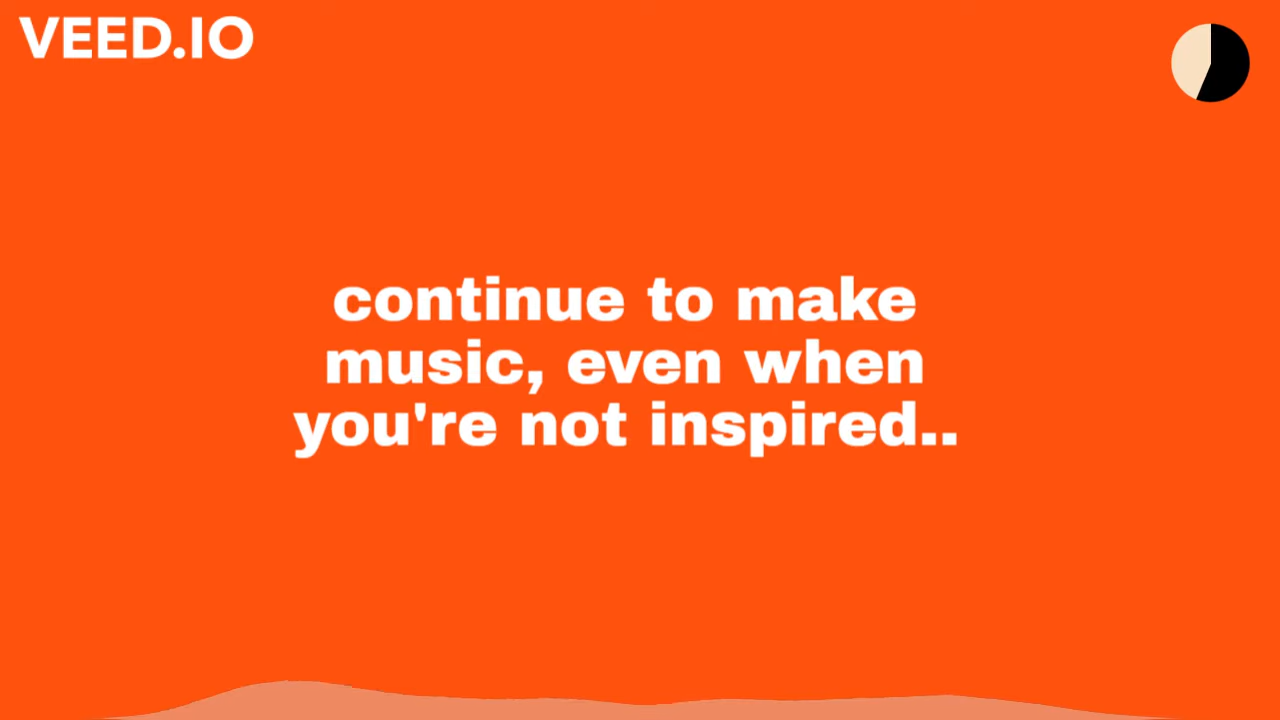 VEED.IO
continue to make
music, even when
you're not inspired..